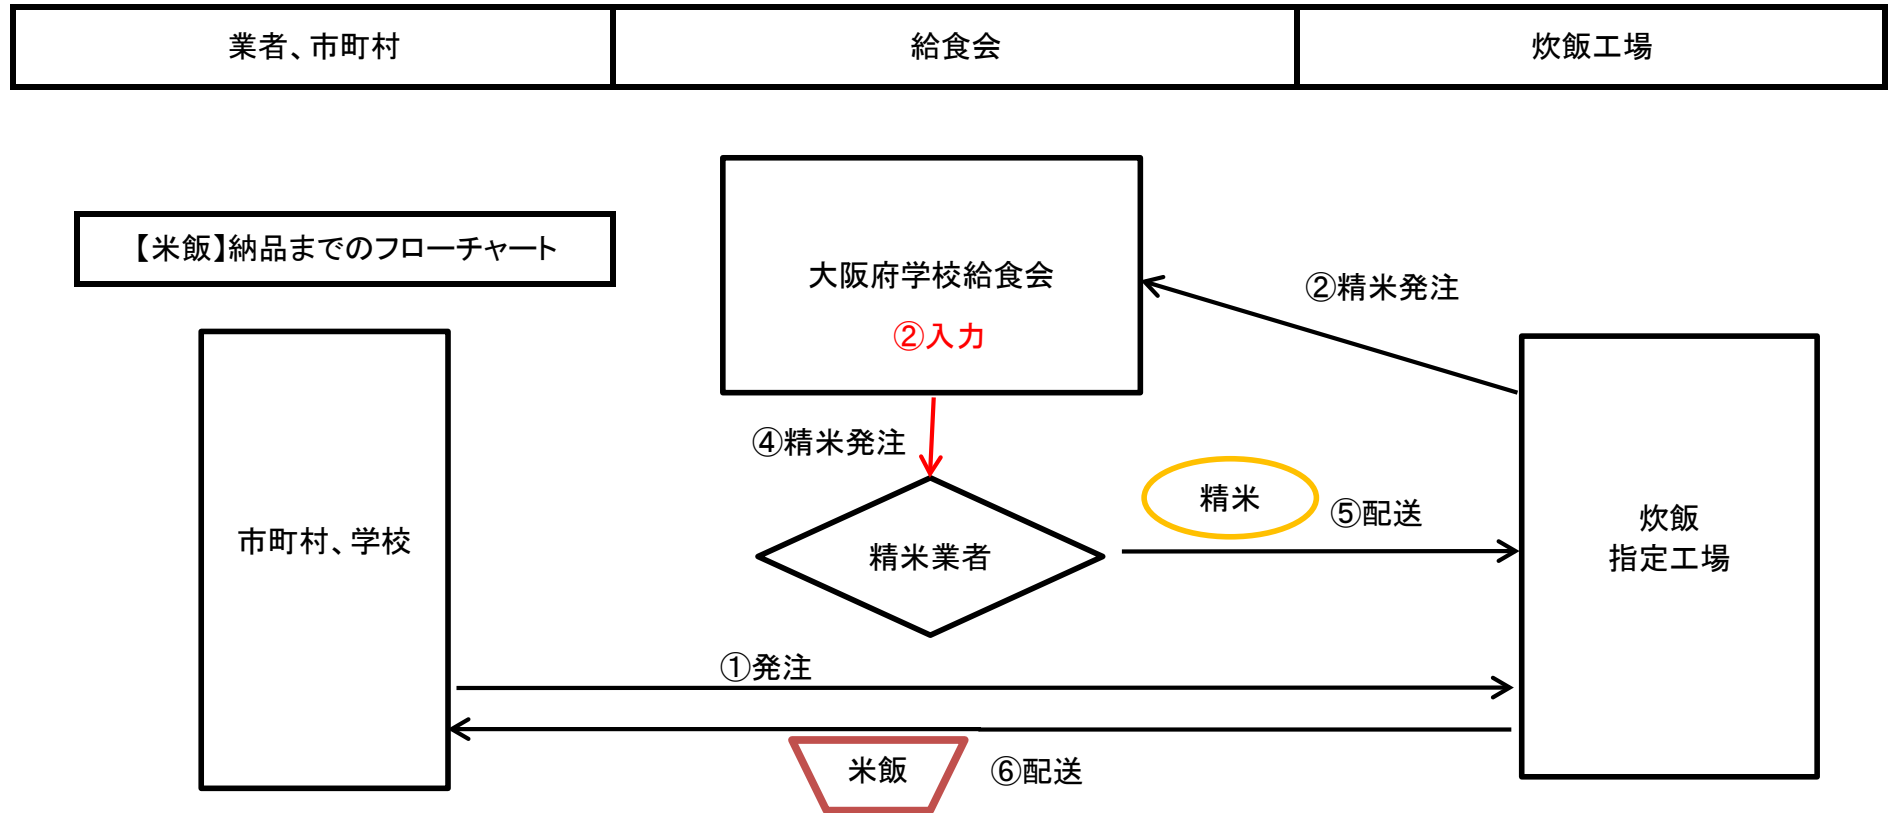 業者、市町村
給食会
炊飯工場
【米飯】納品までのフローチャート
大阪府学校給食会
②入力
②精米発注
④精米発注
精米
⑤配送
市町村、学校
精米業者
炊飯
指定工場
①発注
米飯
⑥配送